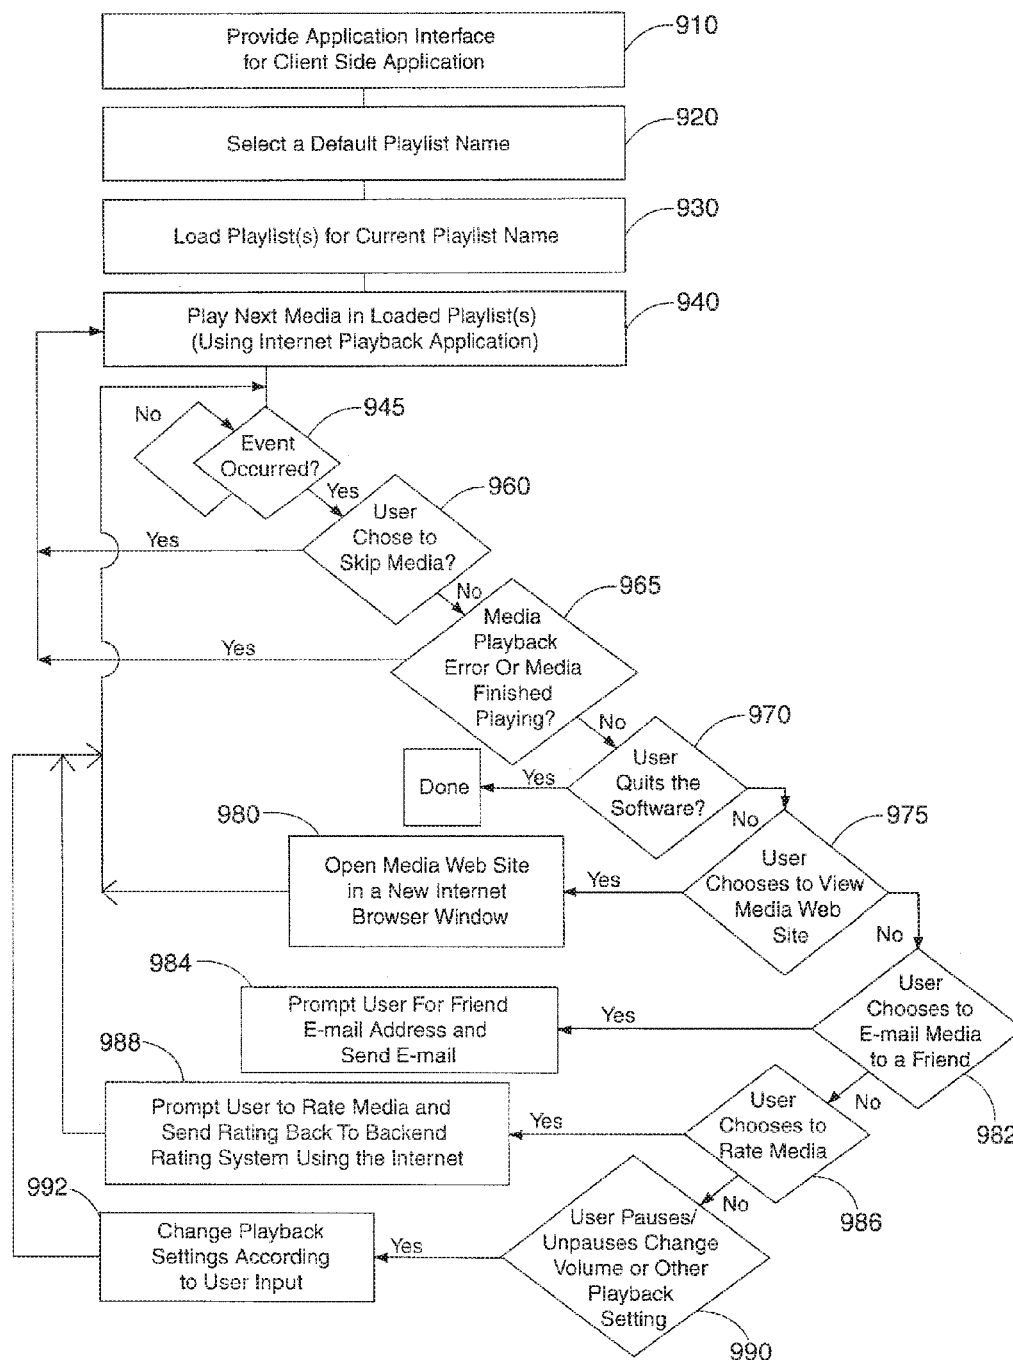 Provide Application Interface
for Client Side Application
910
Select a Default Playlist Name
920
Load Playlist(s) for Current Playlist Name
930
Play Next Media in Loaded Playlist(s)
(Using Internet Playback Application)
940
No
Event
Occurred?
945
Yes
User
Chose to
Skip Media?
960
Yes
No
Media
Playback
Error Or Media
Finished
Playing?
965
Yes
No
User
Quits the
Software?
970
Yes
Done
No
User
Chooses to View
Media Web
Site
975
Yes
980
Open Media Web Site
in a New Internet
Browser Window
No
User
Chooses to
E-mail Media
to a Friend
982
Yes
984
Prompt User For Friend
E-mail Address and
Send E-mail
No
User
Chooses to
Rate Media
986
Yes
988
Prompt User to Rate Media and
Send Rating Back To Backend
Rating System Using the Internet
No
User Pauses/
Unpauses Change
Volume or Other
Playback
Setting
990
Yes
992
Change Playback
Settings According
to User Input